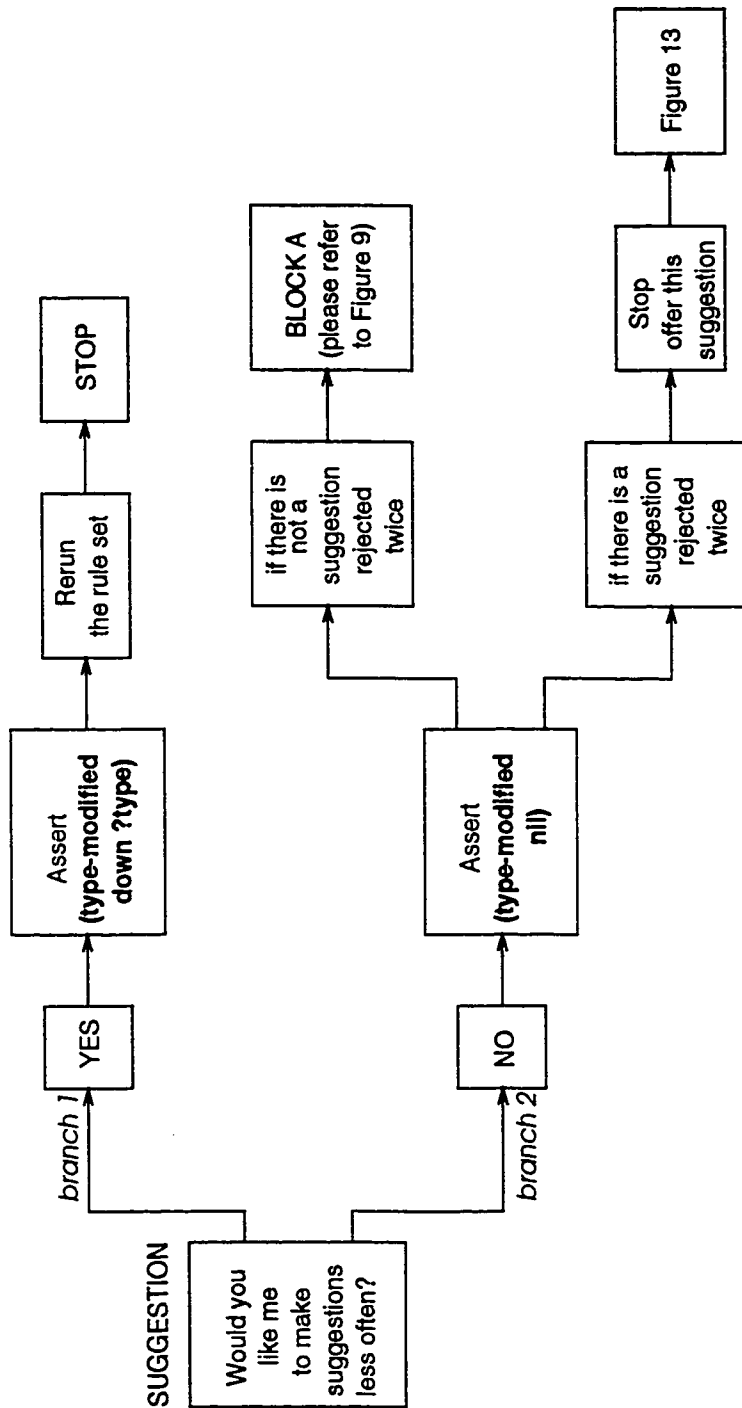 SUGGESTION
Would you
like me
to make
suggestions
less often?
branch 1
YES
Assert
(type-modified
down ?type)
Rerun
the rule set
STOP
branch 2
NO
Assert
(type-modified
nil)
if there is
not a
suggestion
rejected
twice
BLOCK A
(please refer
to Figure 9)
if there is a
suggestion
rejected
twice
Stop
offer this
suggestion
Figure 13